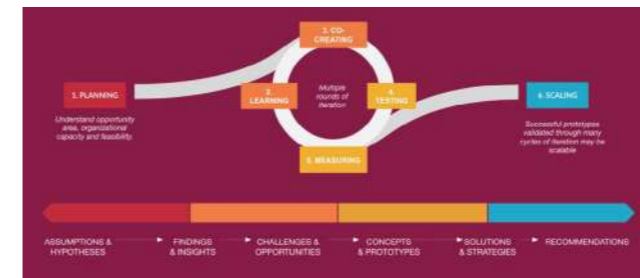 3. CO-
CREATING
1. PLANNING
2.
LEARNING
Multiple
rounds of
iteration
4.
TESTING
6. SCALING
Understand opportunity
area, organizational
capacity and feasibility.
Successful prototypes
validated through many
cycles of iteration may be
scalable
5. MEASURING
ASSUMPTIONS &
HYPOTHESES
FINDINGS
& INSIGHTS
CHALLENGES &
OPPORTUNITIES
CONCEPTS
& PROTOTYPES
SOLUTIONS
& STRATEGIES
RECOMMENDATIONS